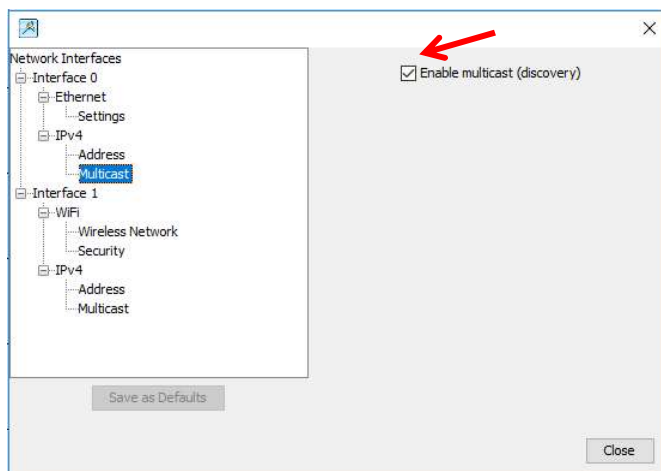 Network Interfaces
Interface 0
Ethernet
Settings
IPv4
Address
Multicast
Interface 1
WiFi
Wireless Network
Security
IPv4
Address
Multicast
Enable multicast (discovery)
Save as Defaults
Close